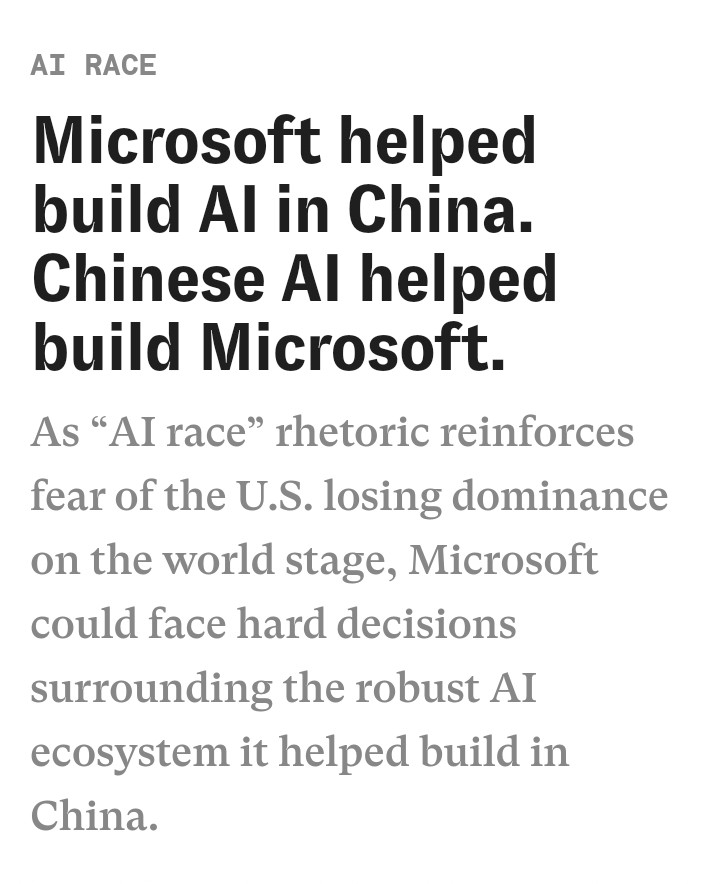 AI RACE
Microsoft helped
build AI in China.
Chinese AI helped
build Microsoft.
As “AI race” rhetoric reinforces
fear of the U.S. losing dominance
on the world stage, Microsoft
could face hard decisions
surrounding the robust AI
ecosystem it helped build in
China.